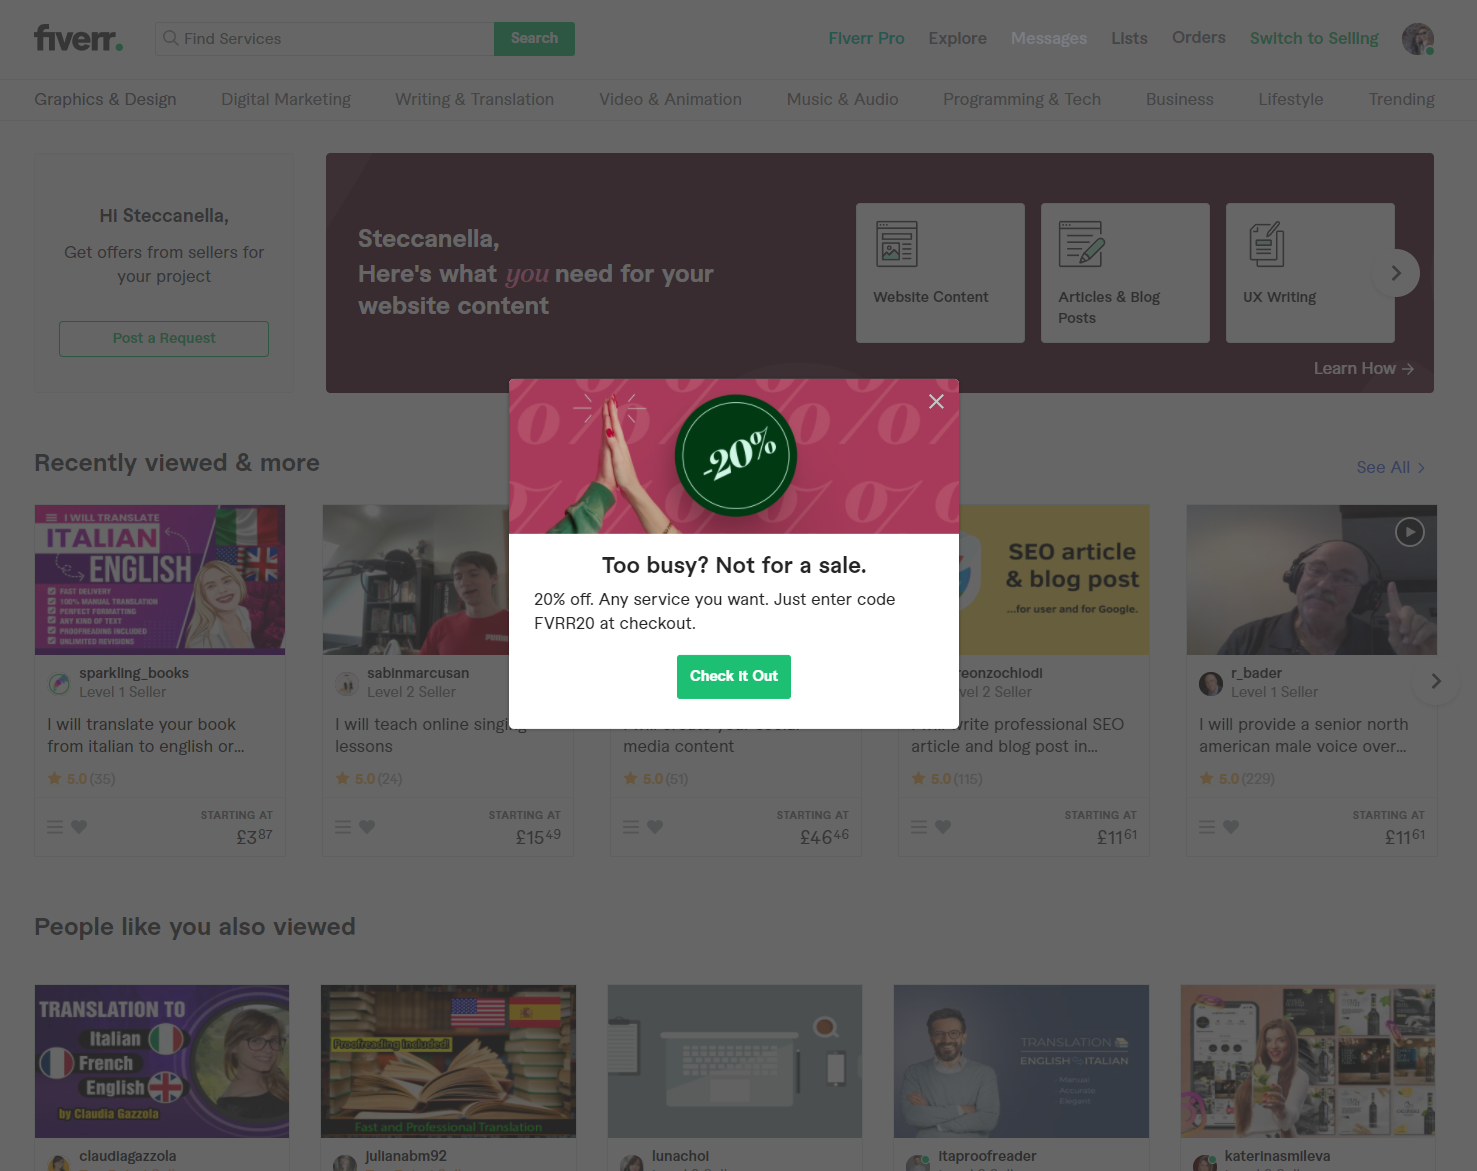 fiverr.
Find Services
Search
Fiverr Pro
Explore
Messages
Lists
Orders
Switch to Selling
Graphics & Design
Digital Marketing
Writing & Translation
Video & Animation
Music & Audio
Programming & Tech
Business
Lifestyle
Trending
Hi Steccanella,
Get offers from sellers for
your project
Post a Request
Steccanella,
Here's what you need for your
website content
Website Content
Articles & Blog
Posts
UX Writing
Learn How →
-20%
Too busy? Not for a sale.
20% off. Any service you want. Just enter code
FVRR20 at checkout.
Check It Out
Recently viewed & more
See All
I WILL TRANSLATE
ITALIAN
ENGLISH
FAST DELIVERY
100% MANUAL TRANSLATION
PERFECT FORMATTING
ANY KIND OF TEXT
PROOFREADING INCLUDED
UNLIMITED REVISIONS
sparkling_books
Level 1 Seller
I will translate your book
from italian to english or...
5.0 (35)
STARTING AT
£3 87
sabinmarcusan
Level 2 Seller
I will teach online singing
lessons
5.0 (24)
STARTING AT
£15 49
media content
5.0 (51)
STARTING AT
£46 46
SEO article
& blog post
...for user and for Google.
reonzochiodi
vel 2 Seller
write professional SEO
article and blog post in...
5.0 (115)
STARTING AT
£11 61
r_bader
Level 1 Seller
I will provide a senior north
american male voice over...
5.0 (229)
STARTING AT
£11 61
People like you also viewed
TRANSLATION TO
Italian
French
English
by Claudia Gazzola
claudiagazzola
Proofreading Included!
Fast and Professional Translation
julianabm92
lunachoi
TRANSLATION
ENGLISH ITALIAN
Manual
Accurate
Elegant
itaproofreader
katerinasmileva